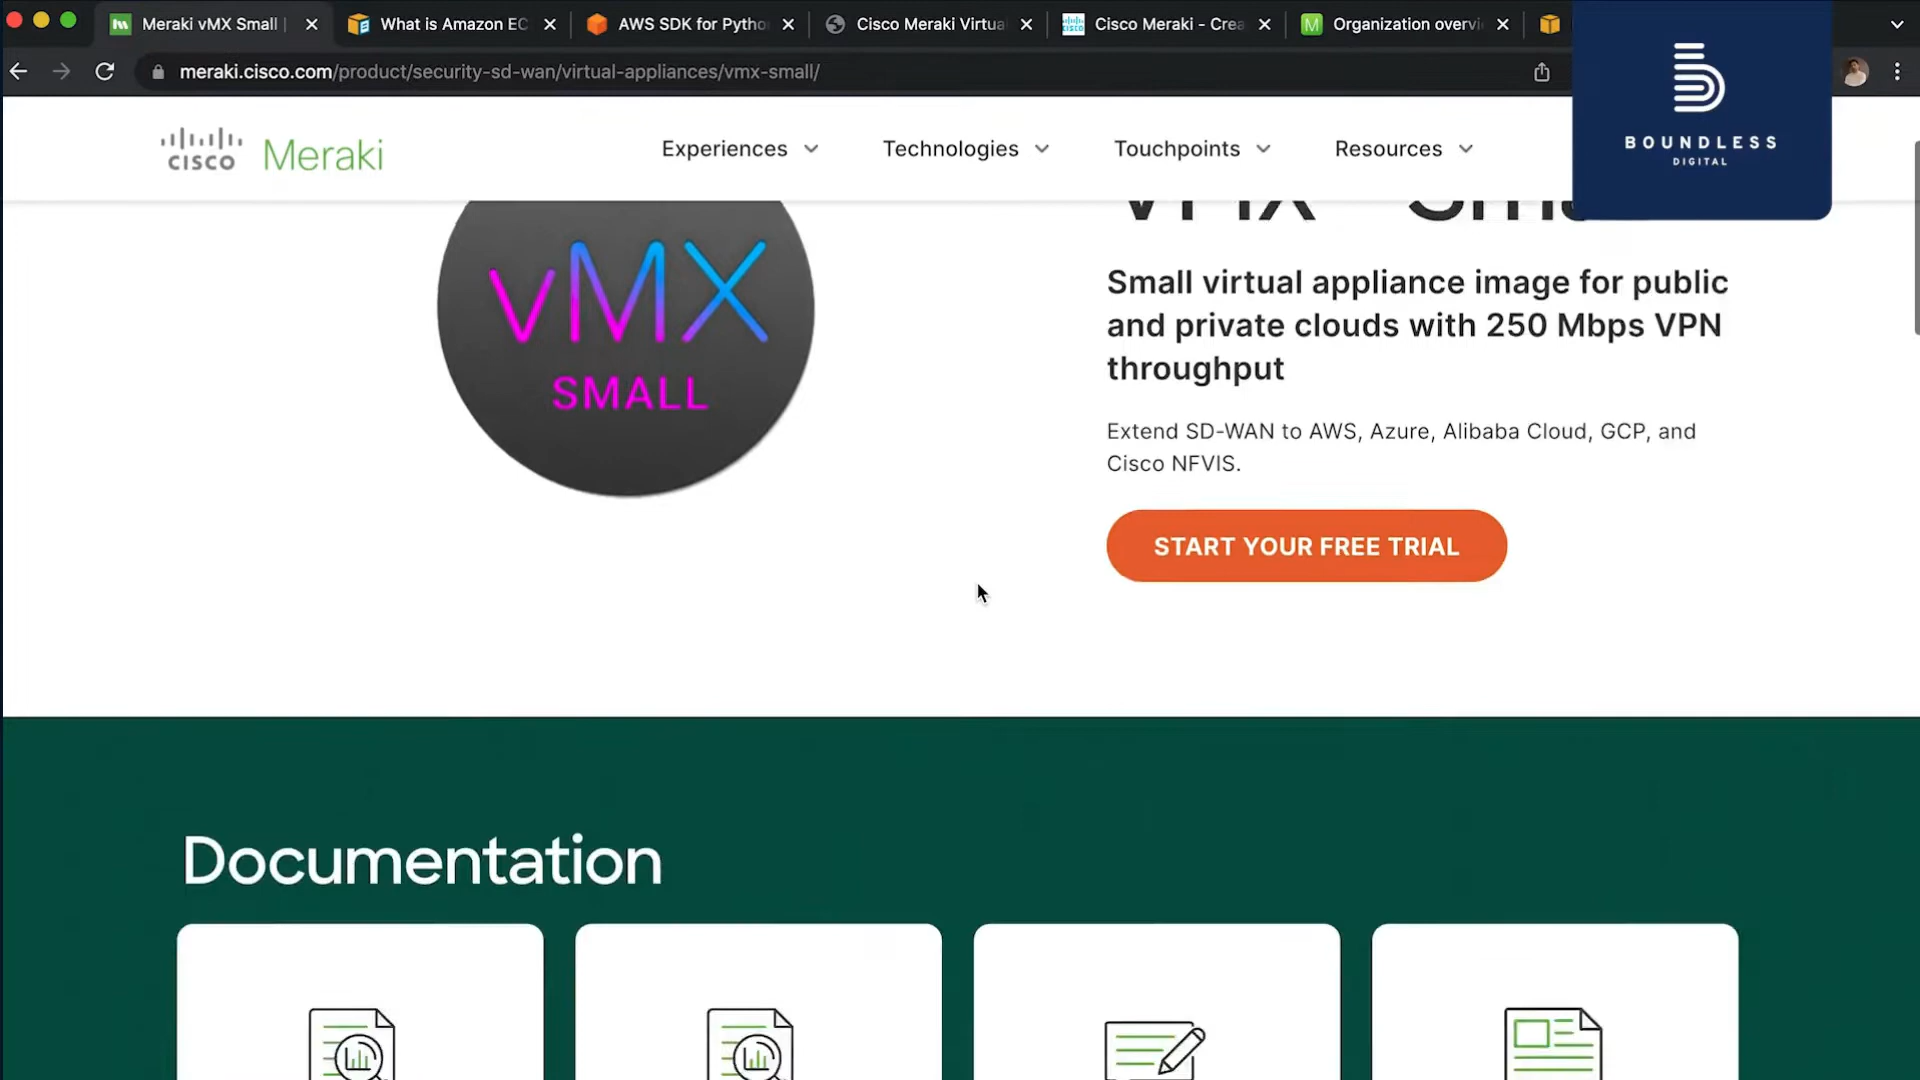 Meraki vMX Small |
What is Amazon EC
AWS SDK for Pytho
Cisco Meraki Virtua
Cisco Meraki - Crea
Organization overvi
meraki.cisco.com/product/security-sd-wan/virtual-appliances/vmx-small/
CISCO Meraki
Experiences
Technologies
Touchpoints
Resources
BOUNDLESS
DIGITAL
vMX
SMALL
Small virtual appliance image for public
and private clouds with 250 Mbps VPN
throughput
Extend SD-WAN to AWS, Azure, Alibaba Cloud, GCP, and
Cisco NFVIS.
START YOUR FREE TRIAL
Documentation